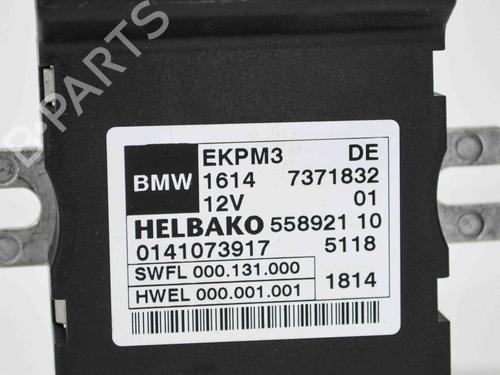 B-PARTS
BMW
EKPM3 DE
1614 7371832
12V 01
HELBAKO 558921 10
0141073917 5118
SWFL 000.131.000
HWEL 000.001.001 1814